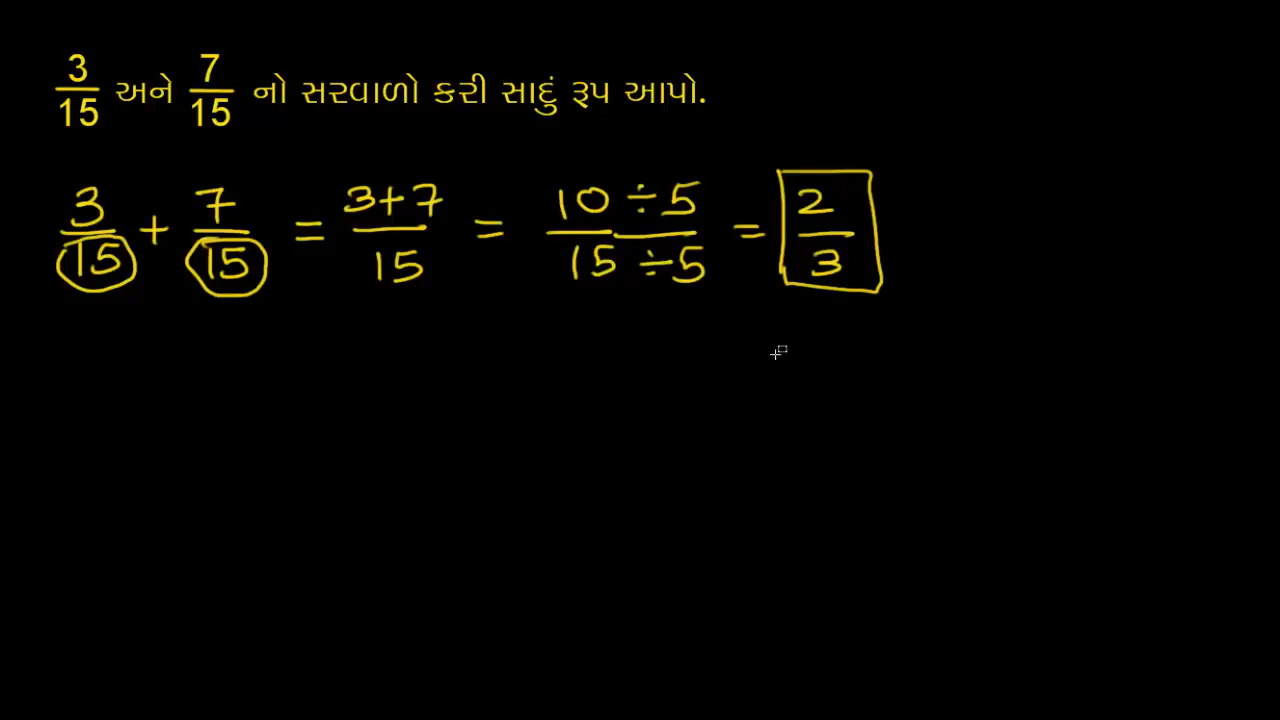 3/15 અને 7/15 નો સરવાળો કરી સાદું રૂપ આપો.
3/15 + 7/15 = 3+7/15 = 10÷5/15÷5 = 2/3